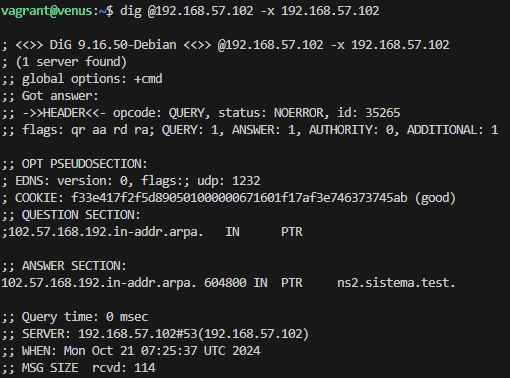 vagrant@venus:~$ dig @192.168.57.102 -x 192.168.57.102
; <<>> DiG 9.16.50-Debian <<>> @192.168.57.102 -x 192.168.57.102
; (1 server found)
;; global options: +cmd
;; Got answer:
;; ->>HEADER<<- opcode: QUERY, status: NOERROR, id: 35265
;; flags: qr aa rd ra; QUERY: 1, ANSWER: 1, AUTHORITY: 0, ADDITIONAL: 1
;; OPT PSEUDOSECTION:
; EDNS: version: 0, flags:; udp: 1232
; COOKIE: f33e417f2f5d890501000000671601f17af3e746373745ab (good)
;; QUESTION SECTION:
;102.57.168.192.in-addr.arpa. IN PTR
;; ANSWER SECTION:
102.57.168.192.in-addr.arpa. 604800 IN PTR ns2.sistema.test.
;; Query time: 0 msec
;; SERVER: 192.168.57.102#53(192.168.57.102)
;; WHEN: Mon Oct 21 07:25:37 UTC 2024
;; MSG SIZE rcvd: 114